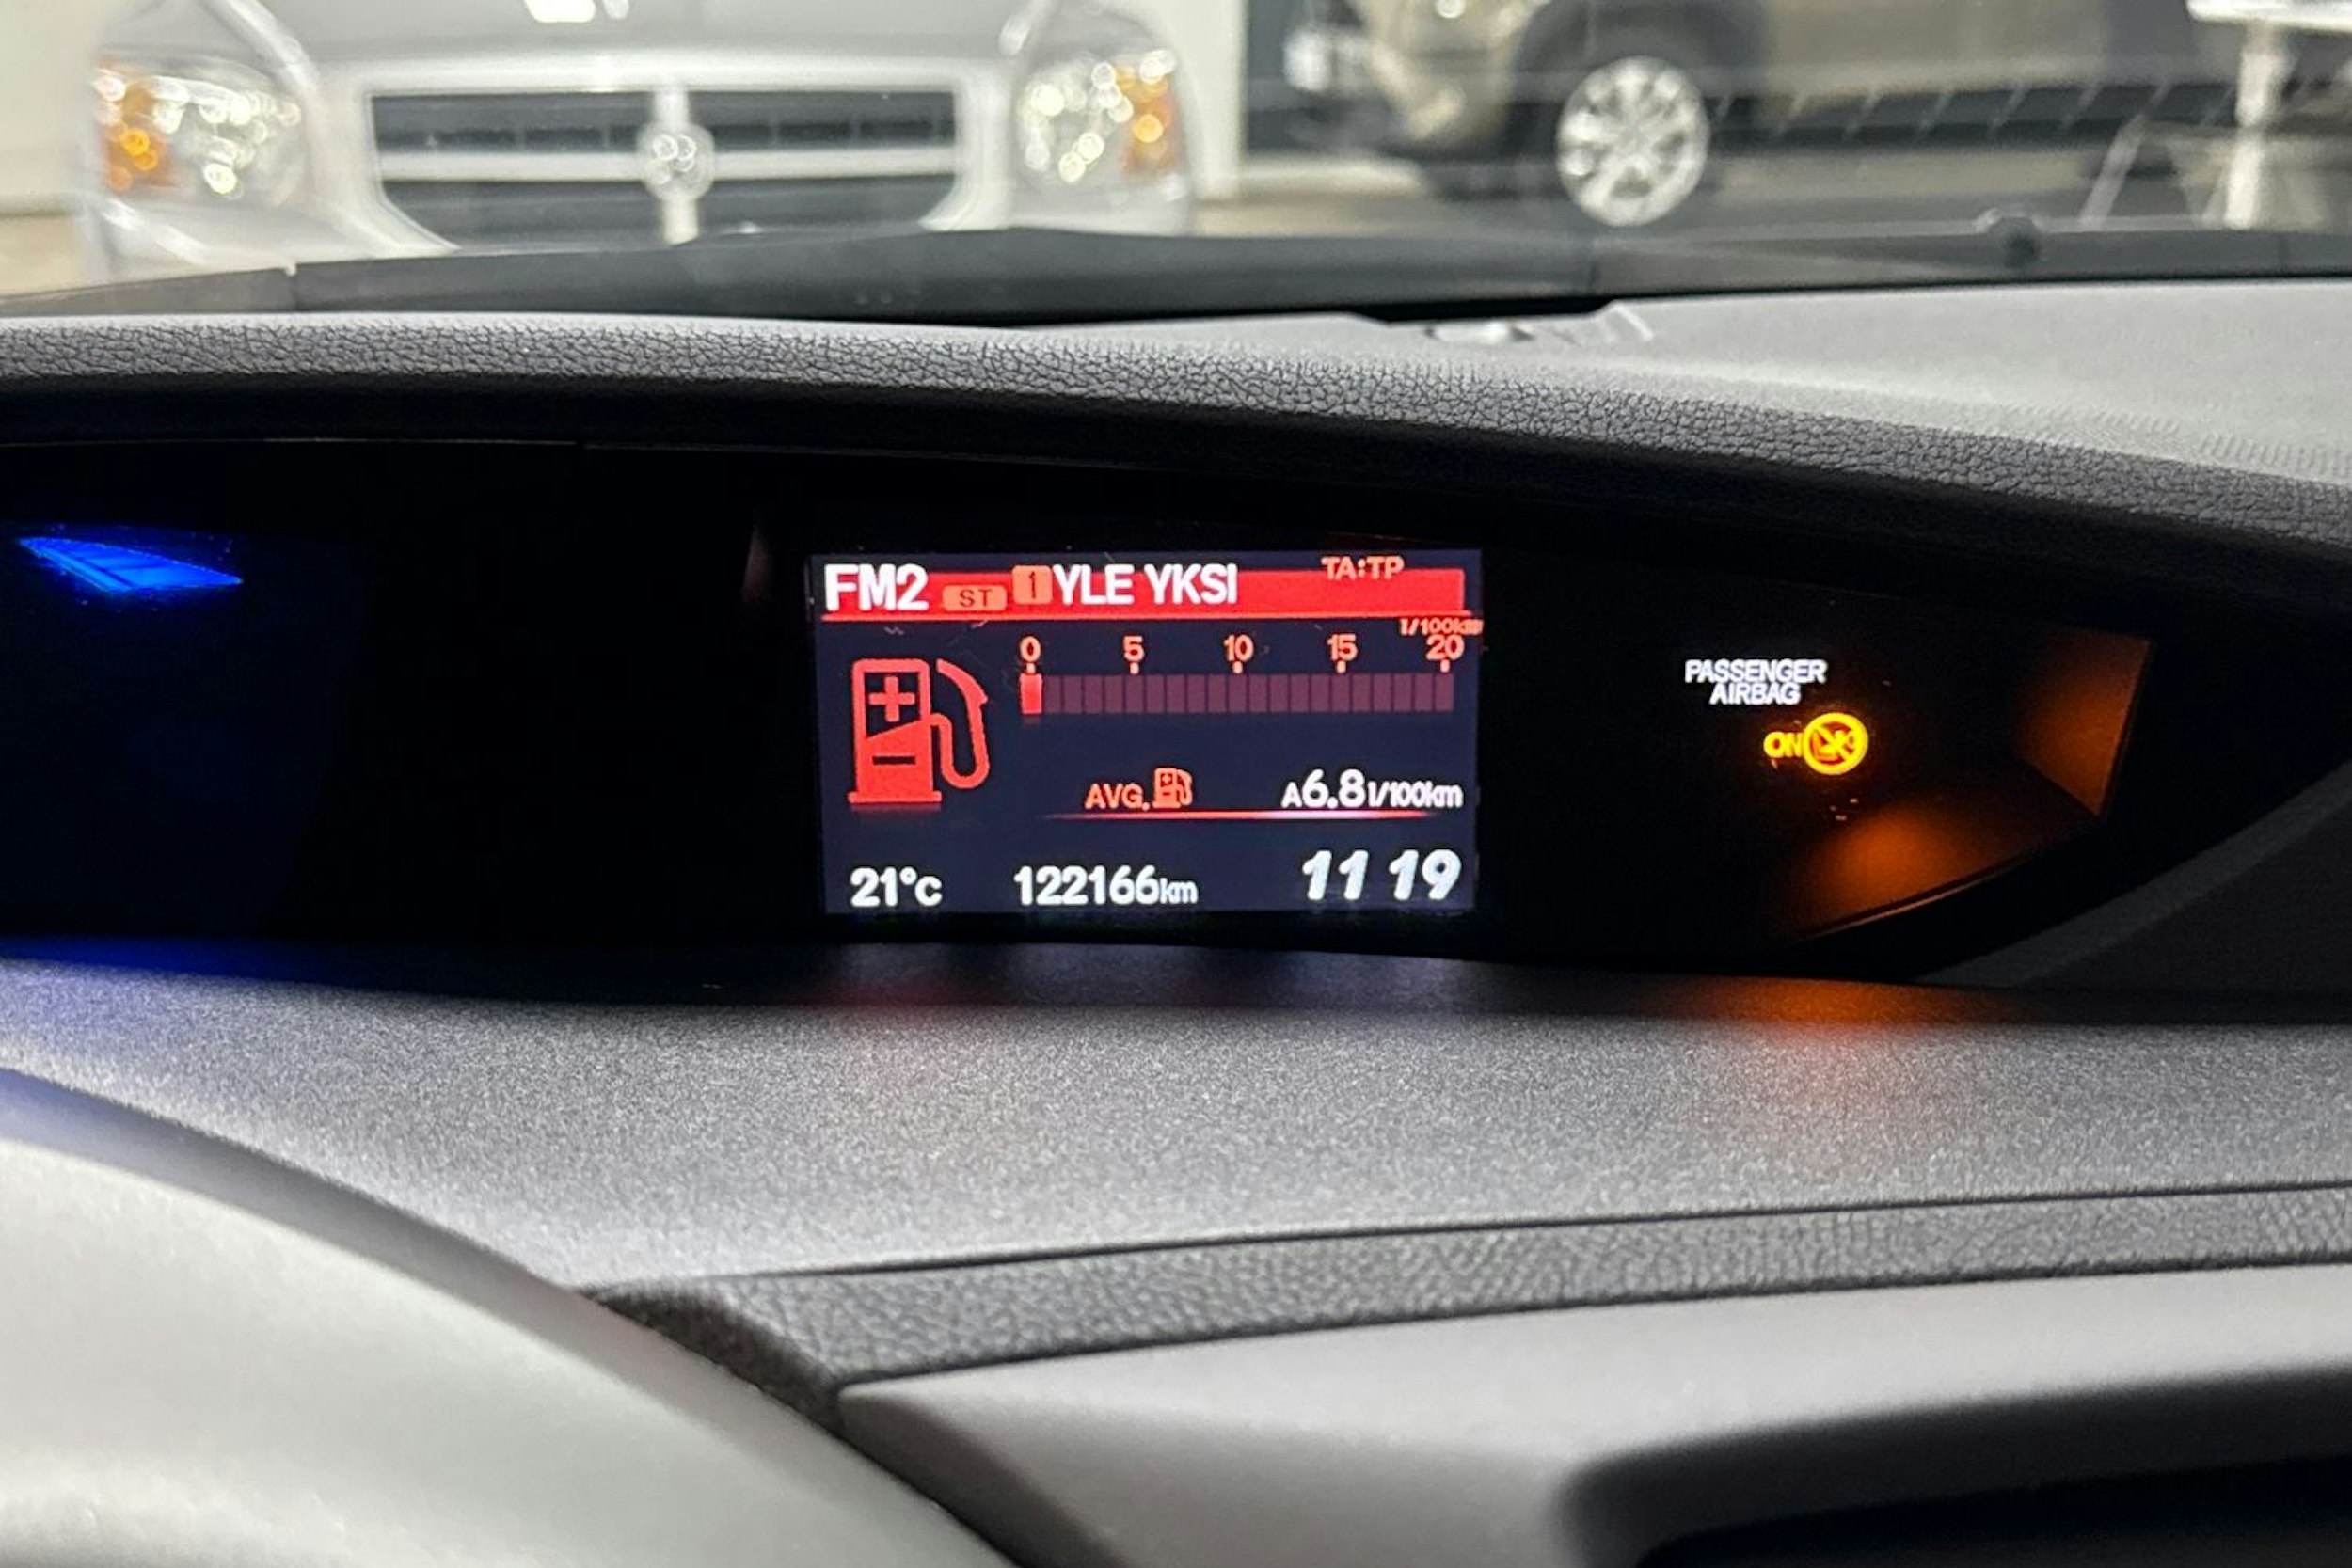 FM2 ST 1 YLE YKSI TA:TP
l/100km
0 5 10 15 20
AVG. A6.8l/100km
21°c 122166km 11 19
PASSENGER
AIRBAG
ON